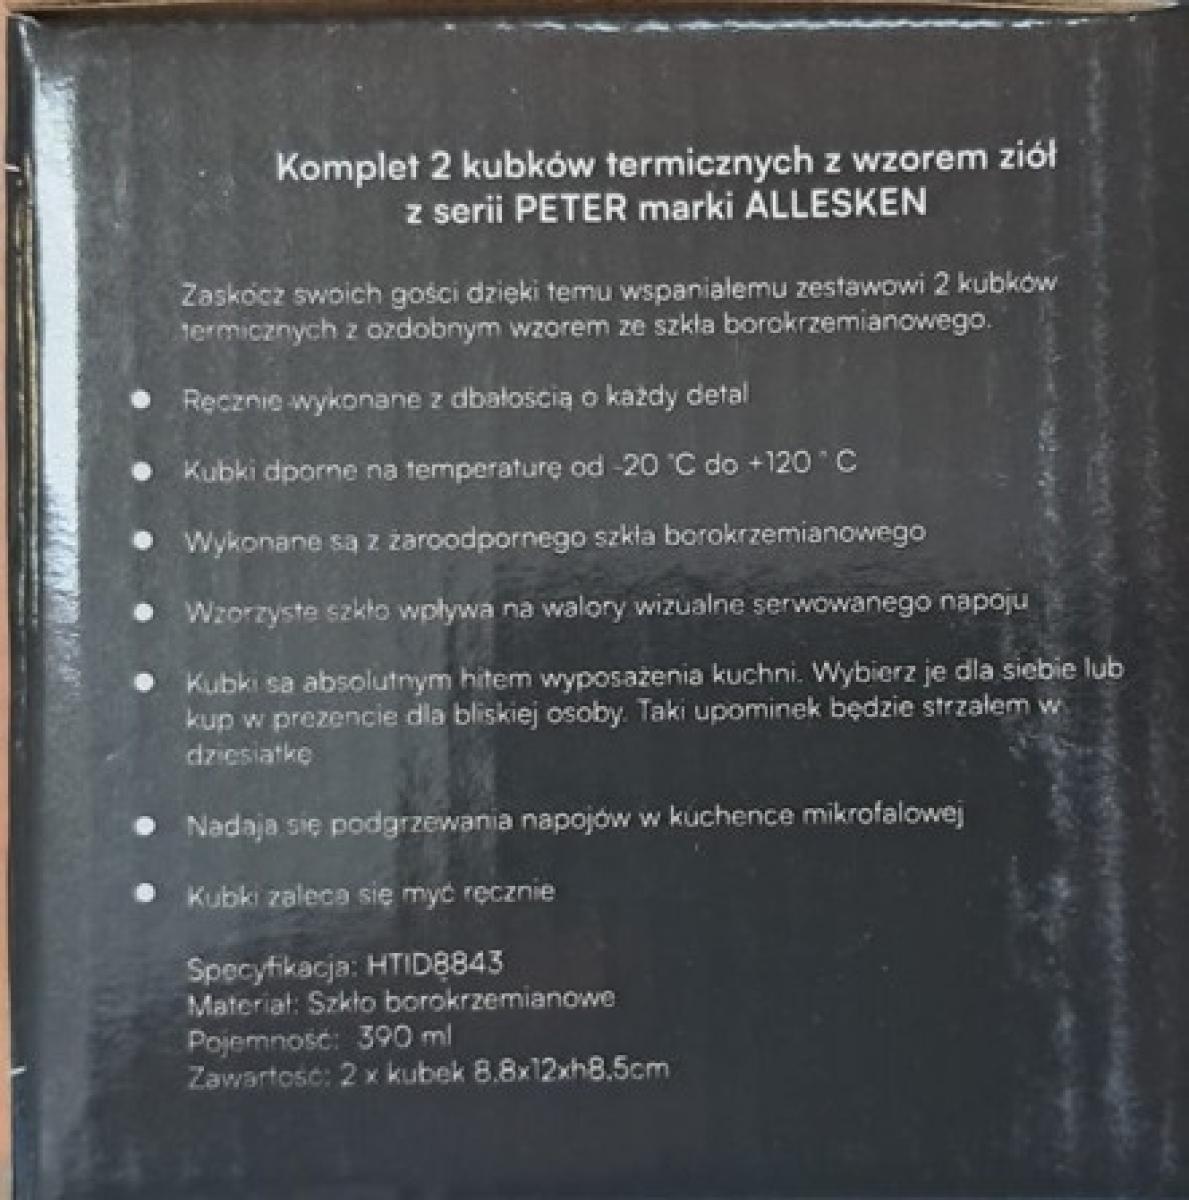 Komplet 2 kubków termicznych z wzorem ziół
z serii PETER marki ALLESKEN
Zaskocz swoich gości dzięki temu wspaniałemu zestawowi 2 kubków
termicznych z ozdobnym wzorem ze szkła borokrzemianowego.
Ręcznie wykonane z dbałością o każdy detal
Kubki dporne na temperaturę od -20 °C do +120 ° C
Wykonane są z żaroodpornego szkła borokrzemianowego
Wzorzyste szkło wpływa na walory wizualne serwowanego napoju
Kubki sa absolutnym hitem wyposażenia kuchni. Wybierz je dla siebie lub
kup w prezencie dla bliskiej osoby. Taki upominek będzie strzałem w
dziesiatkę
Nadaja się podgrzewania napojów w kuchence mikrofalowej
Kubki zaleca się myć ręcznie
Specyfikacja: HTID8843
Materiał: Szkło borokrzemianowe
Pojemność: 390 ml
Zawartość: 2 x kubek 8.8x12xh8.5cm